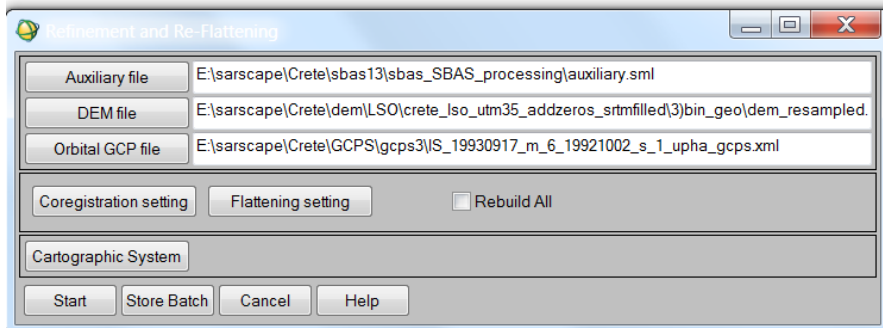 Refinement and Re-Flattening
Auxiliary file E:\sarscape\Crete\sbas13\sbas_SBAS_processing\auxiliary.sml
DEM file E:\sarscape\Crete\dem\LSO\crete_lso_utm35_addzeros_srtmfilled\3)bin_geo\dem_resampled.
Orbital GCP file E:\sarscape\Crete\GCPS\gcps3\IS_19930917_m_6_19921002_s_1_upha_gcps.xml
Coregistration setting Flattening setting Rebuild All
Cartographic System
Start Store Batch Cancel Help